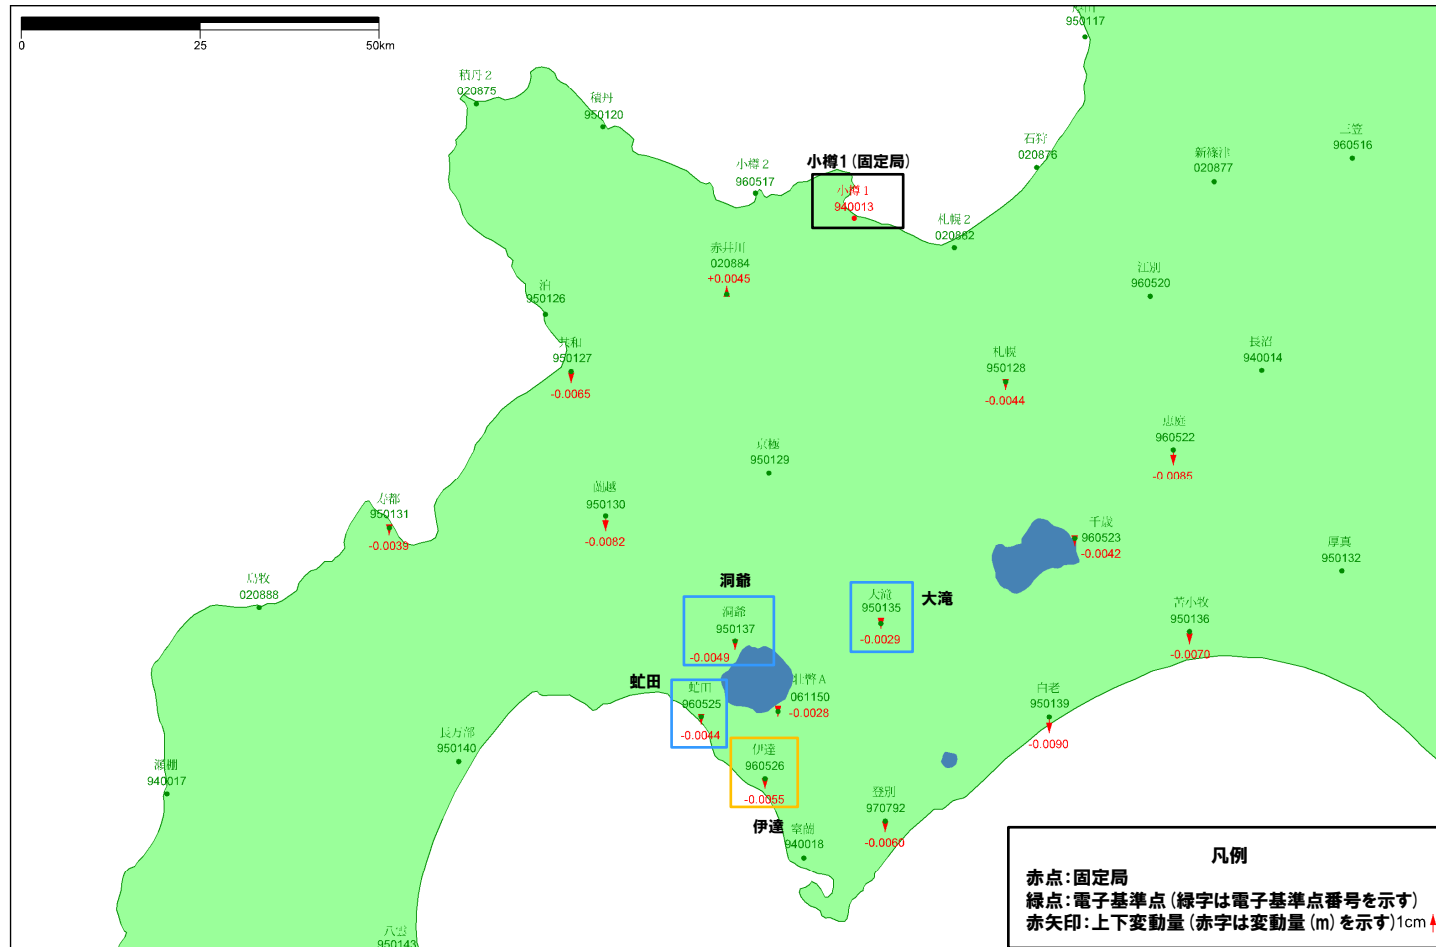 0 25 50km
950117
積丹２
020875
積丹
950120
小樽２
960517
小樽1(固定局)
小樽１
940013
石狩
020876
新篠津
020877
三笠
960516
札幌２
020882
赤井川
020884
+0.0045
泊
950126
江別
960520
共和
950127
-0.0065
札幌
950128
-0.0044
長沼
940014
恵庭
960522
-0.0085
京極
950129
蘭越
950130
-0.0082
寿都
950131
-0.0039
千歳
960523
-0.0042
厚真
950132
島牧
020888
洞爺
洞爺
950137
-0.0049
大滝
950135
-0.0029
大滝
苫小牧
950136
-0.0070
虻田
虻田
960525
-0.0044
壮瞥Ａ
061150
-0.0028
白老
950139
-0.0090
長万部
950140
伊達
960526
-0.0055
伊達
瀬棚
940017
登別
970792
-0.0060
室蘭
940018
八雲
950143
凡例
赤点:固定局
緑点:電子基準点(緑字は電子基準点番号を示す)
赤矢印:上下変動量(赤字は変動量(m)を示す)1cm